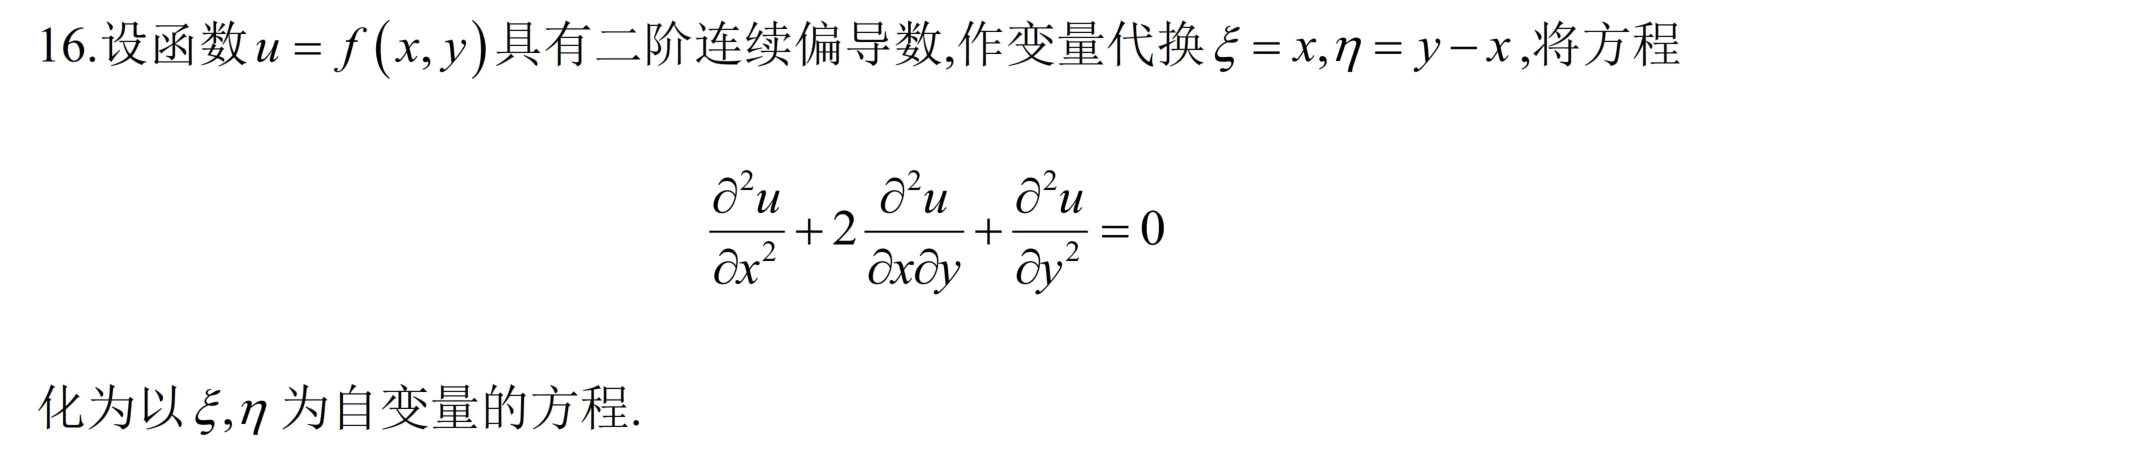 16.设函数 u = f(x, y) 具有二阶连续偏导数,作变量代换 ξ = x, η = y − x ,将方程
∂²u/∂x² + 2 ∂²u/∂x∂y + ∂²u/∂y² = 0
化为以 ξ,η 为自变量的方程.